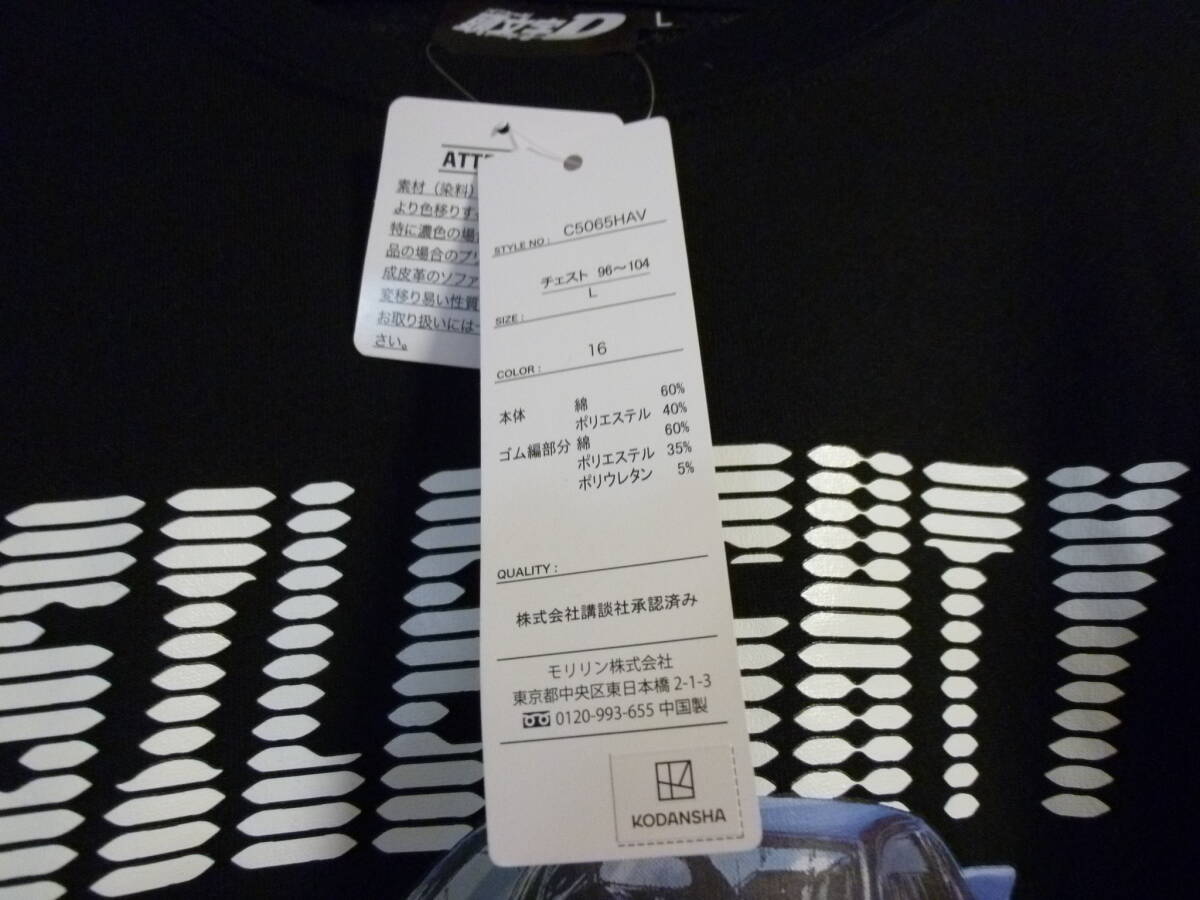 頭文字D
L
ATT
素材（染料）
より色移りす
特に濃色の場
品の場合のプリ
成皮革のソファ
変移り易い性質
お取り扱いには
さい。
STYLE NO : C5065HAV
チェスト 96～104
L
SIZE :
16
COLOR :
本体 綿 60%
ポリエステル 40%
ゴム編部分 綿 60%
ポリエステル 35%
ポリウレタン 5%
QUALITY :
株式会社講談社承認済み
モリリン株式会社
東京都中央区東日本橋 2-1-3
0120-993-655 中国製
KODANSHA